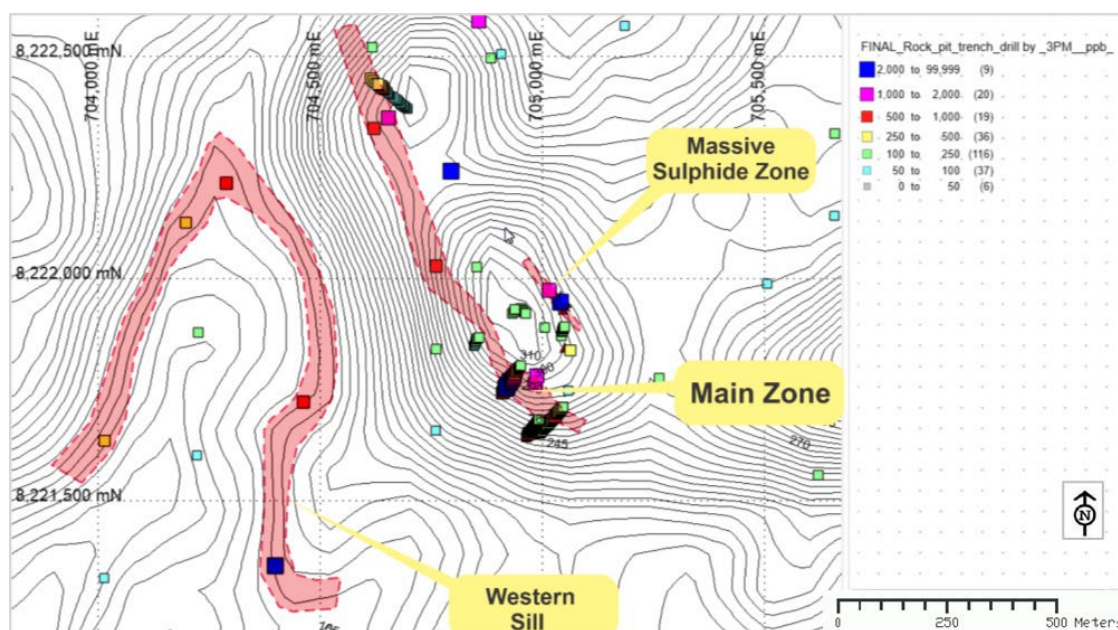 8,222,500 mN
704,000 mE
704,500 mE
705,000 mE
705,500 mE
Massive
Sulphide Zone
8,222,000 mN
310
Main Zone
245
270
8,221,500 mN
Western
Sill
FINAL_Rock_pit_trench_drill by _3PM__ppb_
2,000 to 99,999 (9)
1,000 to 2,000 (20)
500 to 1,000 (19)
250 to 500 (36)
100 to 250 (116)
50 to 100 (37)
0 to 50 (6)
N
0 250 500 Meters